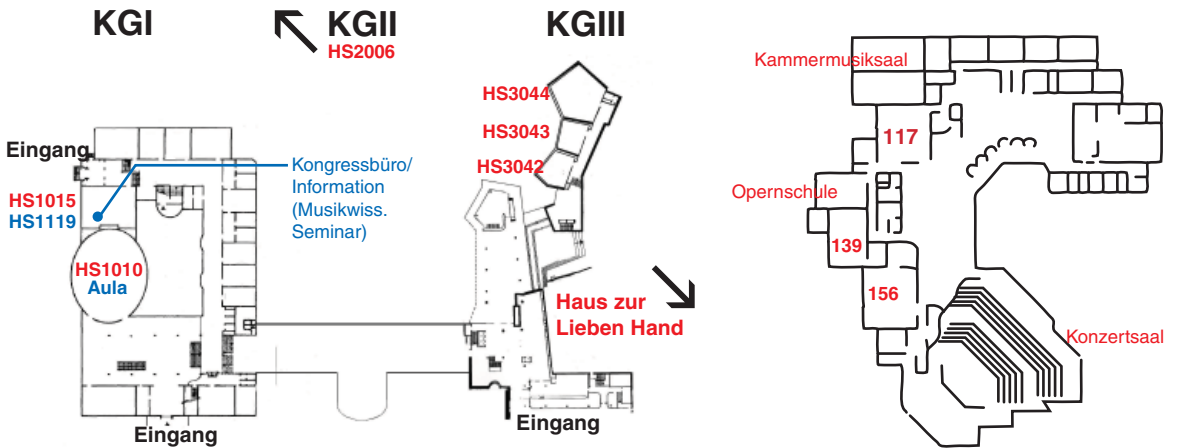 KGI
KGII
HS2006
KGIII
HS3044
HS3043
HS3042
Eingang
Kongressbüro/
Information
(Musikwiss.
Seminar)
HS1015
HS1119
HS1010
Aula
Haus zur
Lieben Hand
Eingang
Eingang
Kammermusiksaal
117
Opernschule
139
156
Konzertsaal